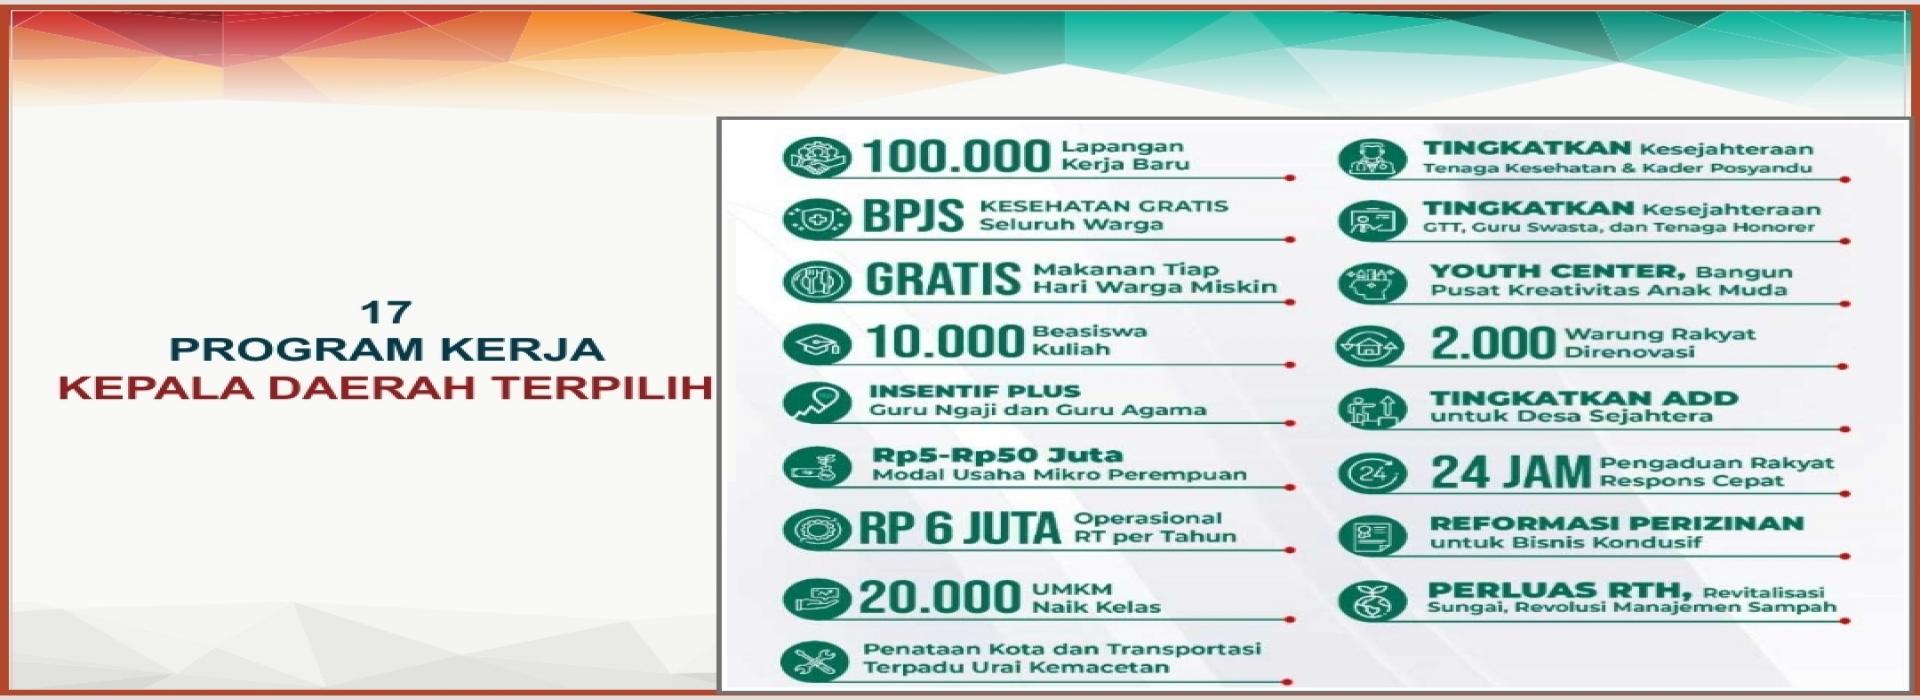 17
PROGRAM KERJA
KEPALA DAERAH TERPILIH
100.000 Lapangan
Kerja Baru
BPJS KESEHATAN GRATIS
Seluruh Warga
GRATIS Makanan Tiap
Hari Warga Miskin
10.000 Beasiswa
Kuliah
INSENTIF PLUS
Guru Ngaji dan Guru Agama
Rp5-Rp50 Juta
Modal Usaha Mikro Perempuan
RP 6 JUTA Operasional
RT per Tahun
20.000 UMKM
Naik Kelas
Penataan Kota dan Transportasi
Terpadu Urai Kemacetan
TINGKATKAN Kesejahteraan
Tenaga Kesehatan & Kader Posyandu
TINGKATKAN Kesejahteraan
GTT, Guru Swasta, dan Tenaga Honorer
YOUTH CENTER, Bangun
Pusat Kreativitas Anak Muda
2.000 Warung Rakyat
Direnovasi
TINGKATKAN ADD
untuk Desa Sejahtera
24
24 JAM Pengaduan Rakyat
Respons Cepat
REFORMASI PERIZINAN
untuk Bisnis Kondusif
PERLUAS RTH, Revitalisasi
Sungai, Revolusi Manajemen Sampah